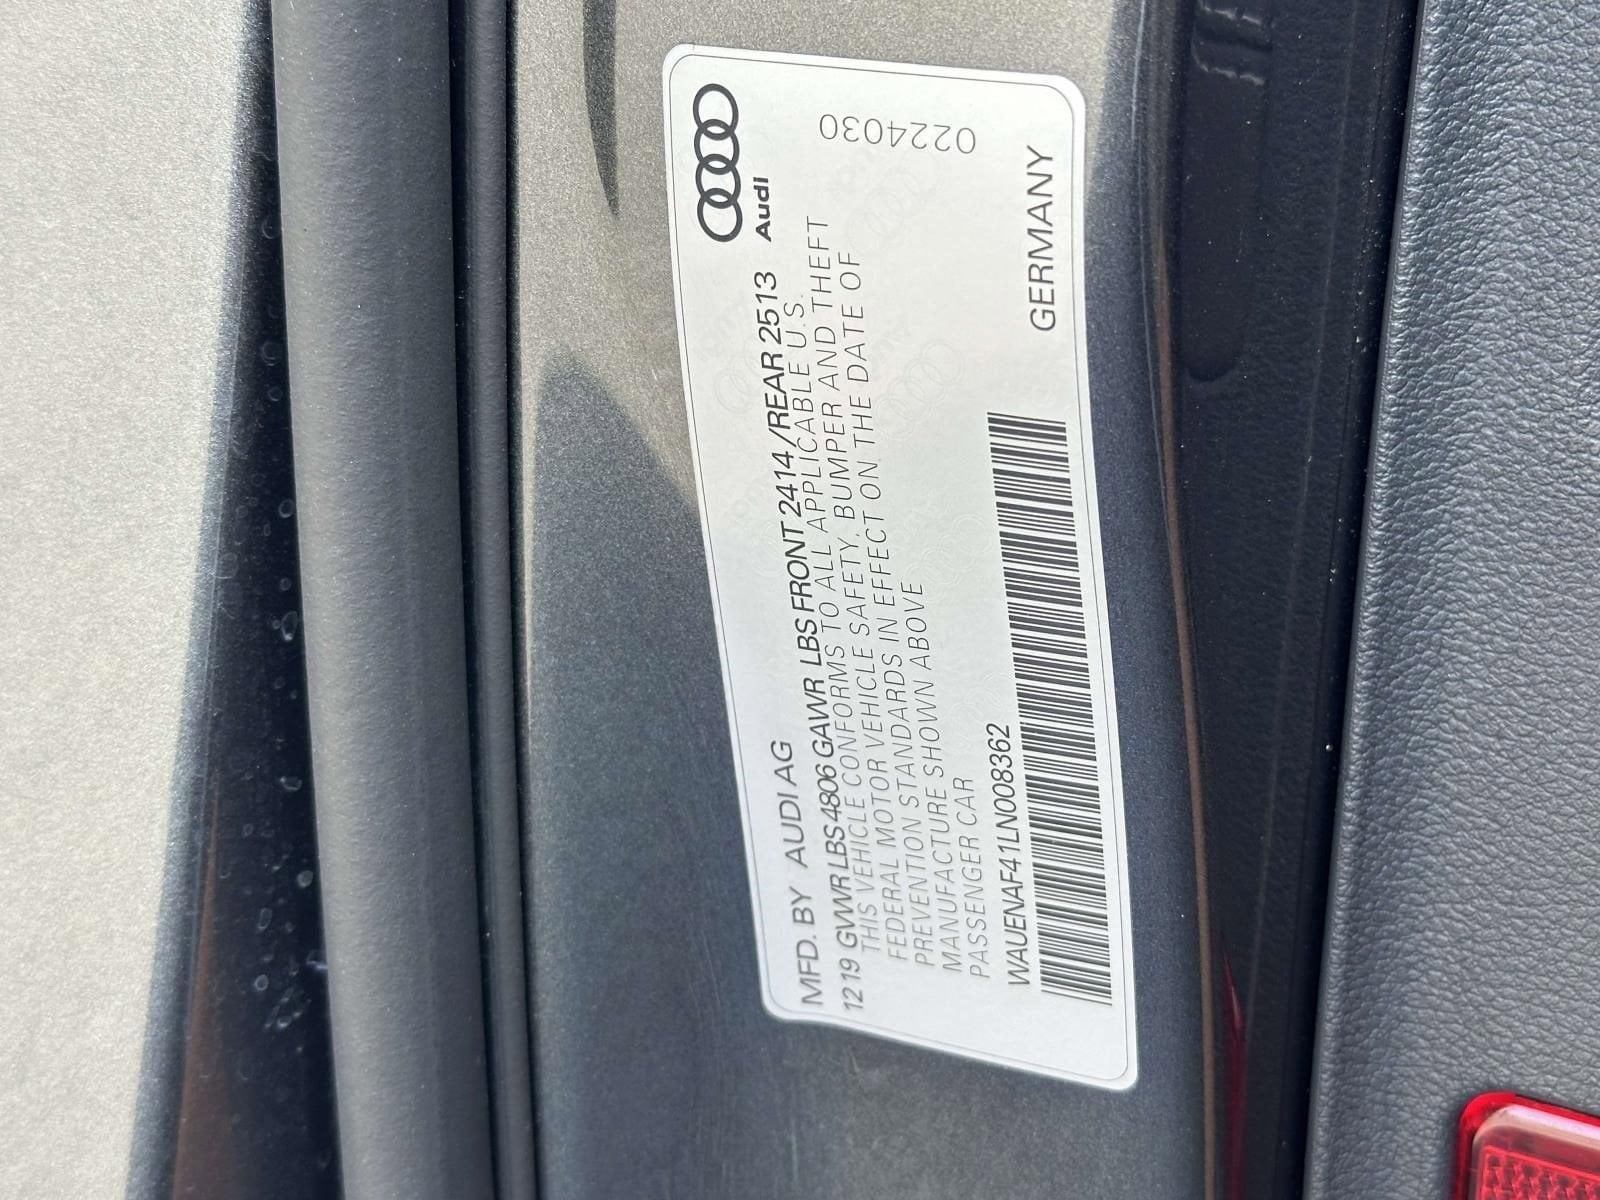 MFD. BY AUDI AG
Audi
12 19 GVWR LBS 4806 GAWR LBS FRONT 2414/REAR 2513
THIS VEHICLE CONFORMS TO ALL APPLICABLE U.S.
FEDERAL MOTOR VEHICLE SAFETY, BUMPER AND THEFT
PREVENTION STANDARDS IN EFFECT ON THE DATE OF
MANUFACTURE SHOWN ABOVE
PASSENGER CAR
0224030
WAUENAF41LN008362
GERMANY